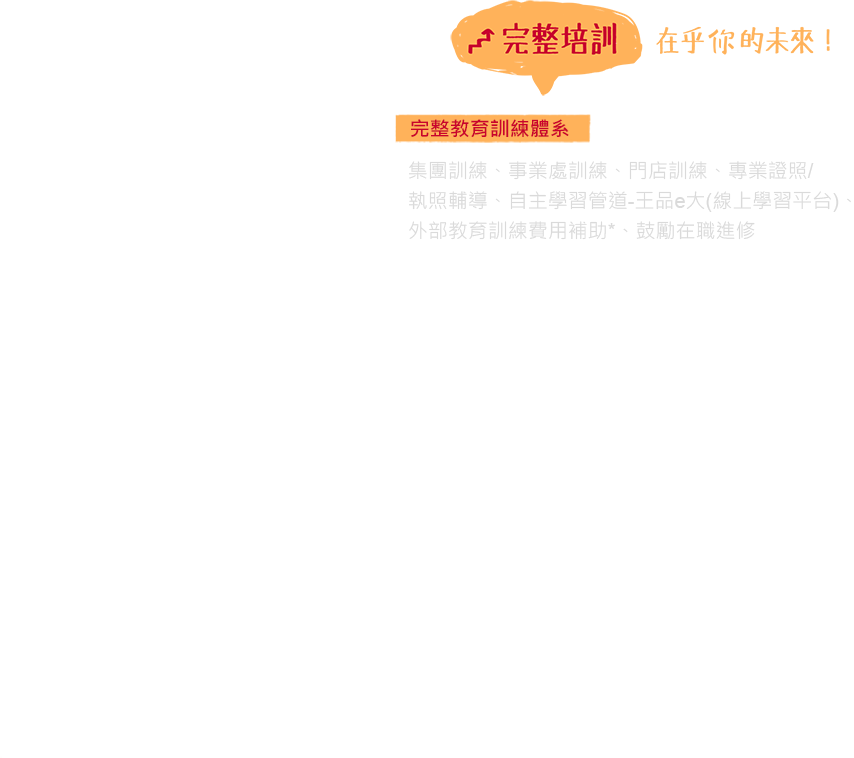 完整培訓 在乎你的未來！
完整教育訓練體系
集團訓練、事業處訓練、門店訓練、專業證照/
執照輔導、自主學習管道-王品e大(線上學習平台)、
外部教育訓練費用補助*、鼓勵在職進修